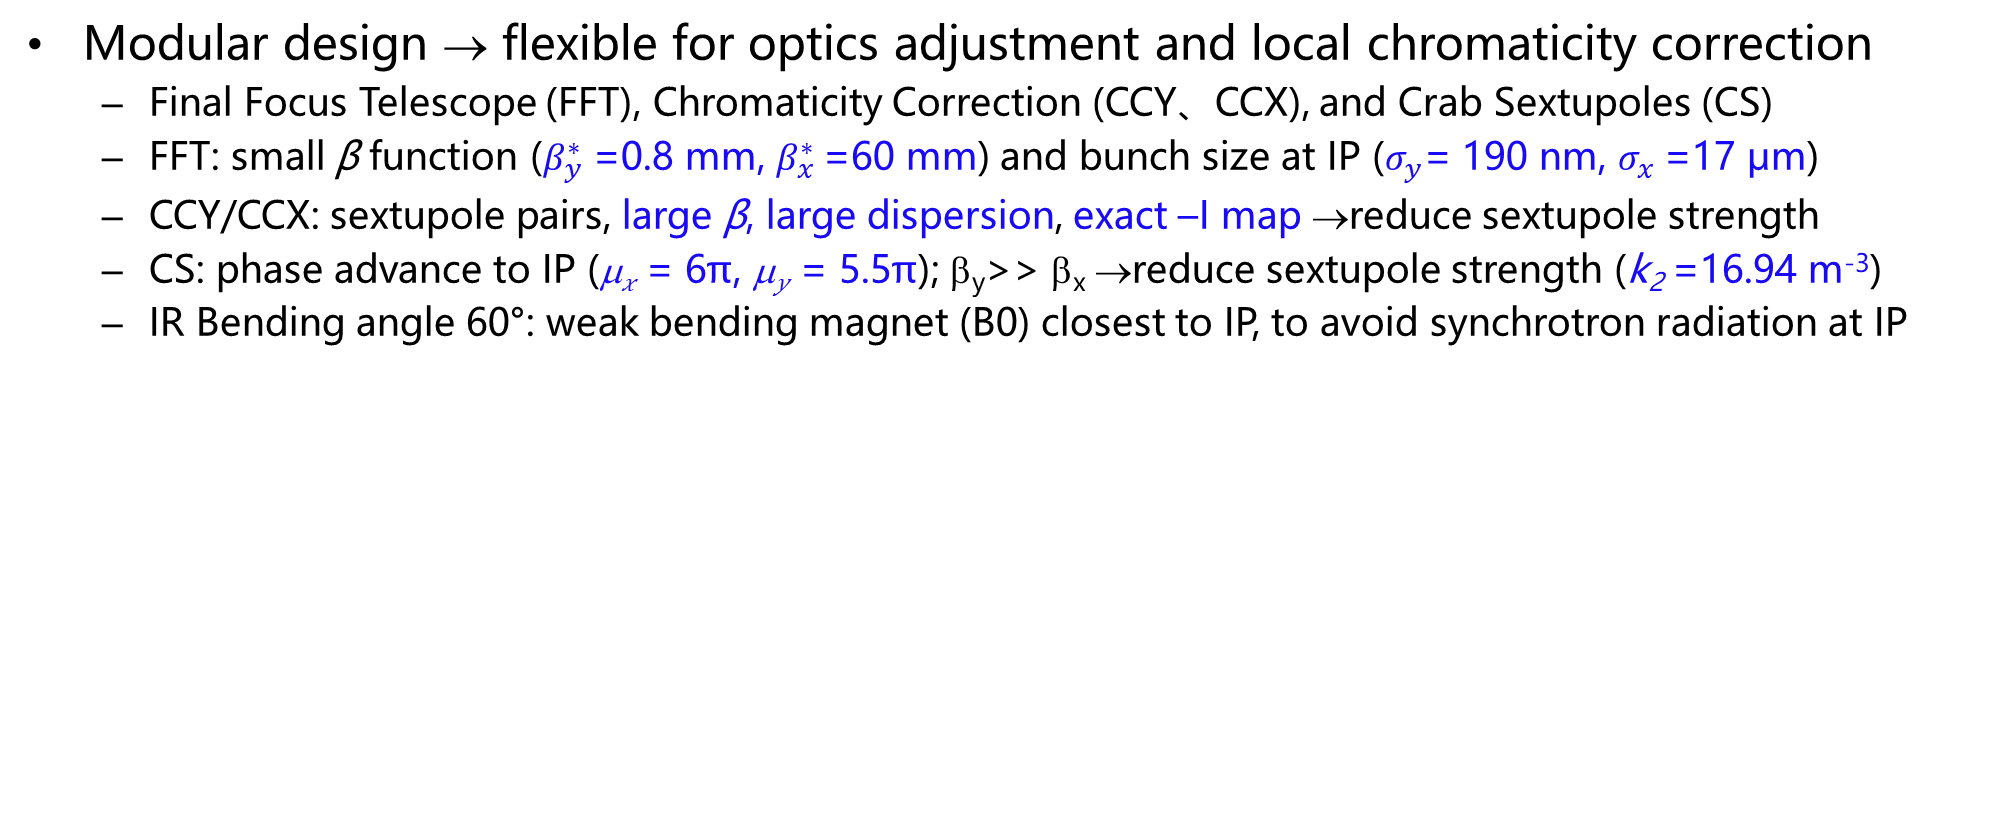 • Modular design → flexible for optics adjustment and local chromaticity correction
– Final Focus Telescope (FFT), Chromaticity Correction (CCY、CCX), and Crab Sextupoles (CS)
– FFT: small β function (β*y =0.8 mm, β*x =60 mm) and bunch size at IP (σy = 190 nm, σx =17 μm)
– CCY/CCX: sextupole pairs, large β, large dispersion, exact –I map →reduce sextupole strength
– CS: phase advance to IP (μx = 6π, μy = 5.5π); βy>> βx →reduce sextupole strength (k2 =16.94 m-3)
– IR Bending angle 60°: weak bending magnet (B0) closest to IP, to avoid synchrotron radiation at IP